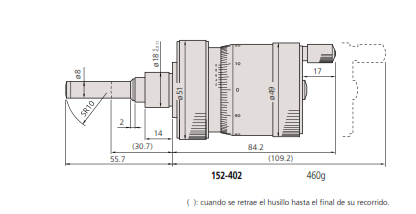 ø8
ø18
ø51
ø49
SR10
17
2
14
(30.7)
84.2
55.7
(109.2)
152-402
460g
( ): cuando se retrae el husillo hasta el final de su recorrido.